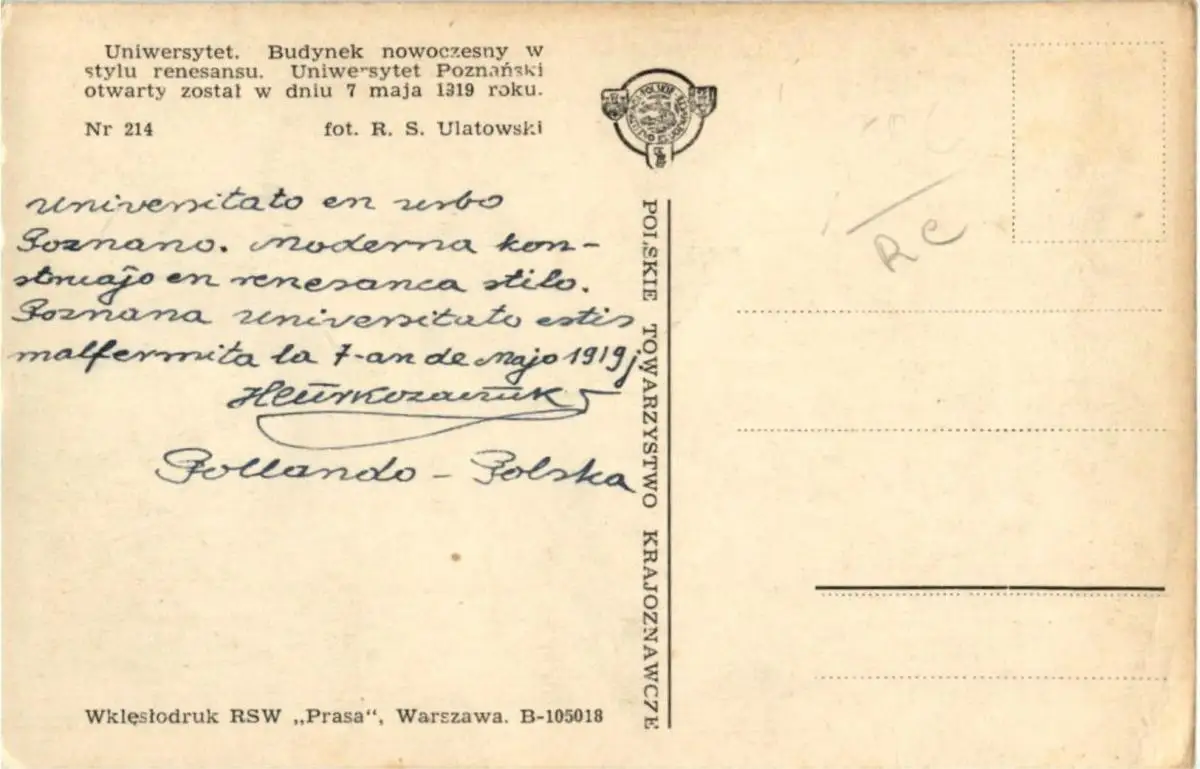 Uniwersytet. Budynek nowoczesny w
stylu renesansu. Uniwersytet Poznański
otwarty został w dniu 7 maja 1919 roku.
Nr 214 fot. R. S. Ulatowski
Universitato en urbo
Poznano. Moderna kon-
struaĵo en renesanca stilo.
Poznana Universitato estis
malfermita la 7-an de Majo 1919 j
Pollando - Polska
POLSKIE TOWARZYSTWO KRAJOZNAWCZE
RC
Wklęsłodruk RSW „Prasa“, Warszawa. B-105018